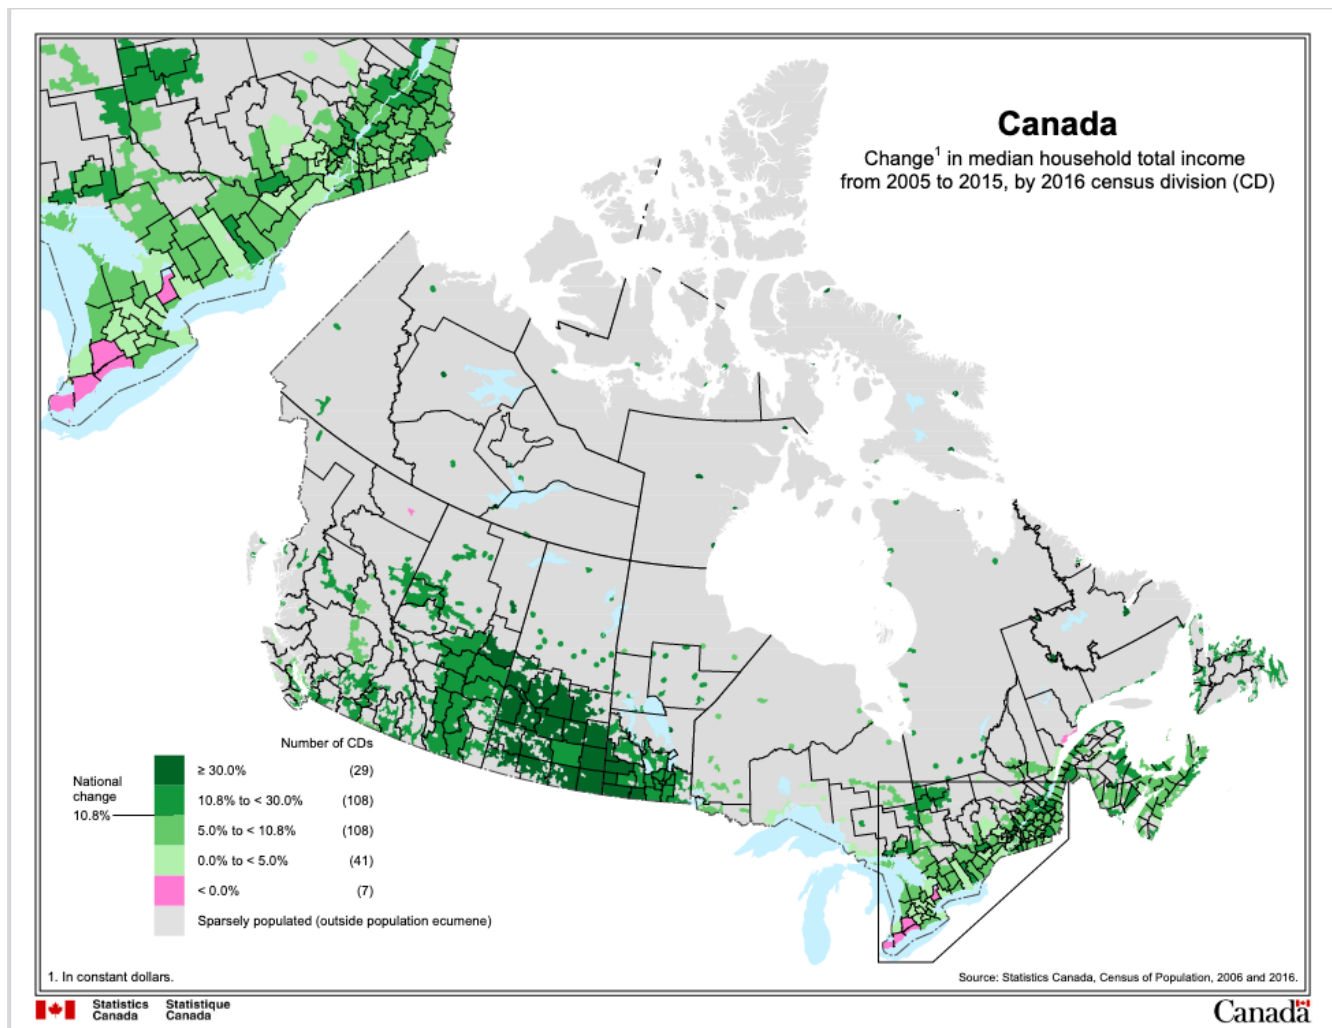 Canada
Change1 in median household total income
from 2005 to 2015, by 2016 census division (CD)
Number of CDs
National
change
10.8%
≥ 30.0% (29)
10.8% to < 30.0% (108)
5.0% to < 10.8% (108)
0.0% to < 5.0% (41)
< 0.0% (7)
Sparsely populated (outside population ecumene)
1. In constant dollars.
Source: Statistics Canada, Census of Population, 2006 and 2016.
Statistics Statistique
Canada Canada
Canada